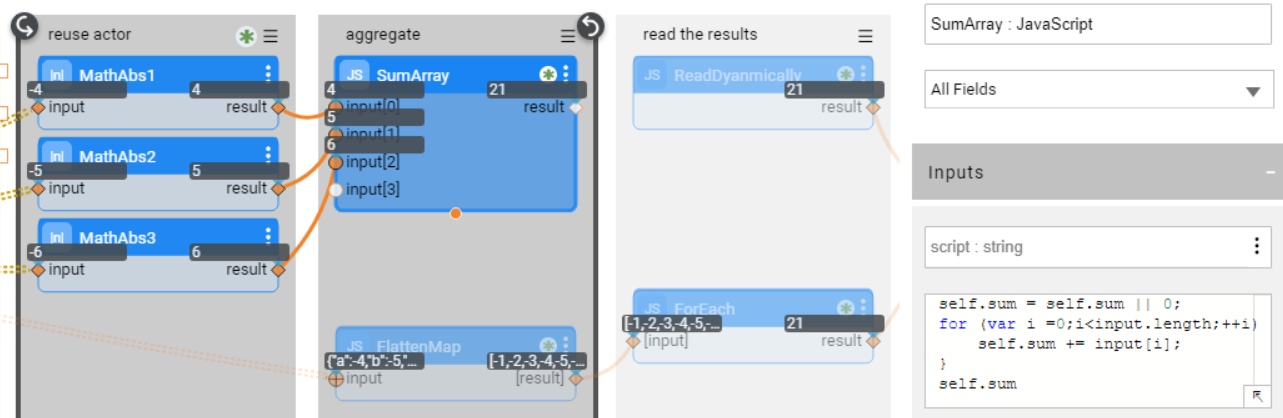 reuse actor
MathAbs1
-4
4
input
result
MathAbs2
-5
5
input
result
MathAbs3
-6
6
input
result
aggregate
JS SumArray
4
21
input[0]
result
5
input[1]
6
input[2]
input[3]
JS FlattenMap
{"a":-4,"b":-5,"...
[-1,-2,-3,-4,-5,-...
input
[result]
read the results
JS ReadDyanmically
21
result
JS ForEach
[-1,-2,-3,-4,-5,-...
21
[input]
result
SumArray : JavaScript
All Fields
Inputs
script : string
self.sum = self.sum || 0;
for (var i =0;i<input.length;++i)
self.sum += input[i];
}
self.sum